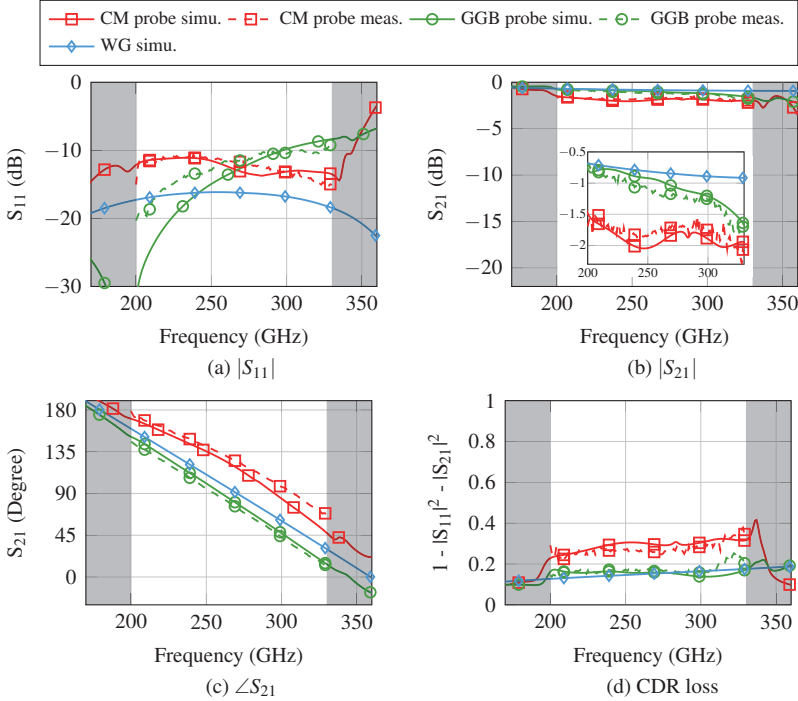 CM probe simu. CM probe meas. GGB probe simu. GGB probe meas.
WG simu.
0
−10
−20
−30
S11 (dB)
200 250 300 350
Frequency (GHz)
(a) |S11|
0
−5
−10
−15
−20
S21 (dB)
−0.5
−1
−1.5
−2
200 250 300
200 250 300 350
Frequency (GHz)
(b) |S21|
180
135
90
45
0
S21 (Degree)
200 250 300 350
Frequency (GHz)
(c) ∠S21
1
0.8
0.6
0.4
0.2
0
1 - |S11|² - |S21|²
200 250 300 350
Frequency (GHz)
(d) CDR loss